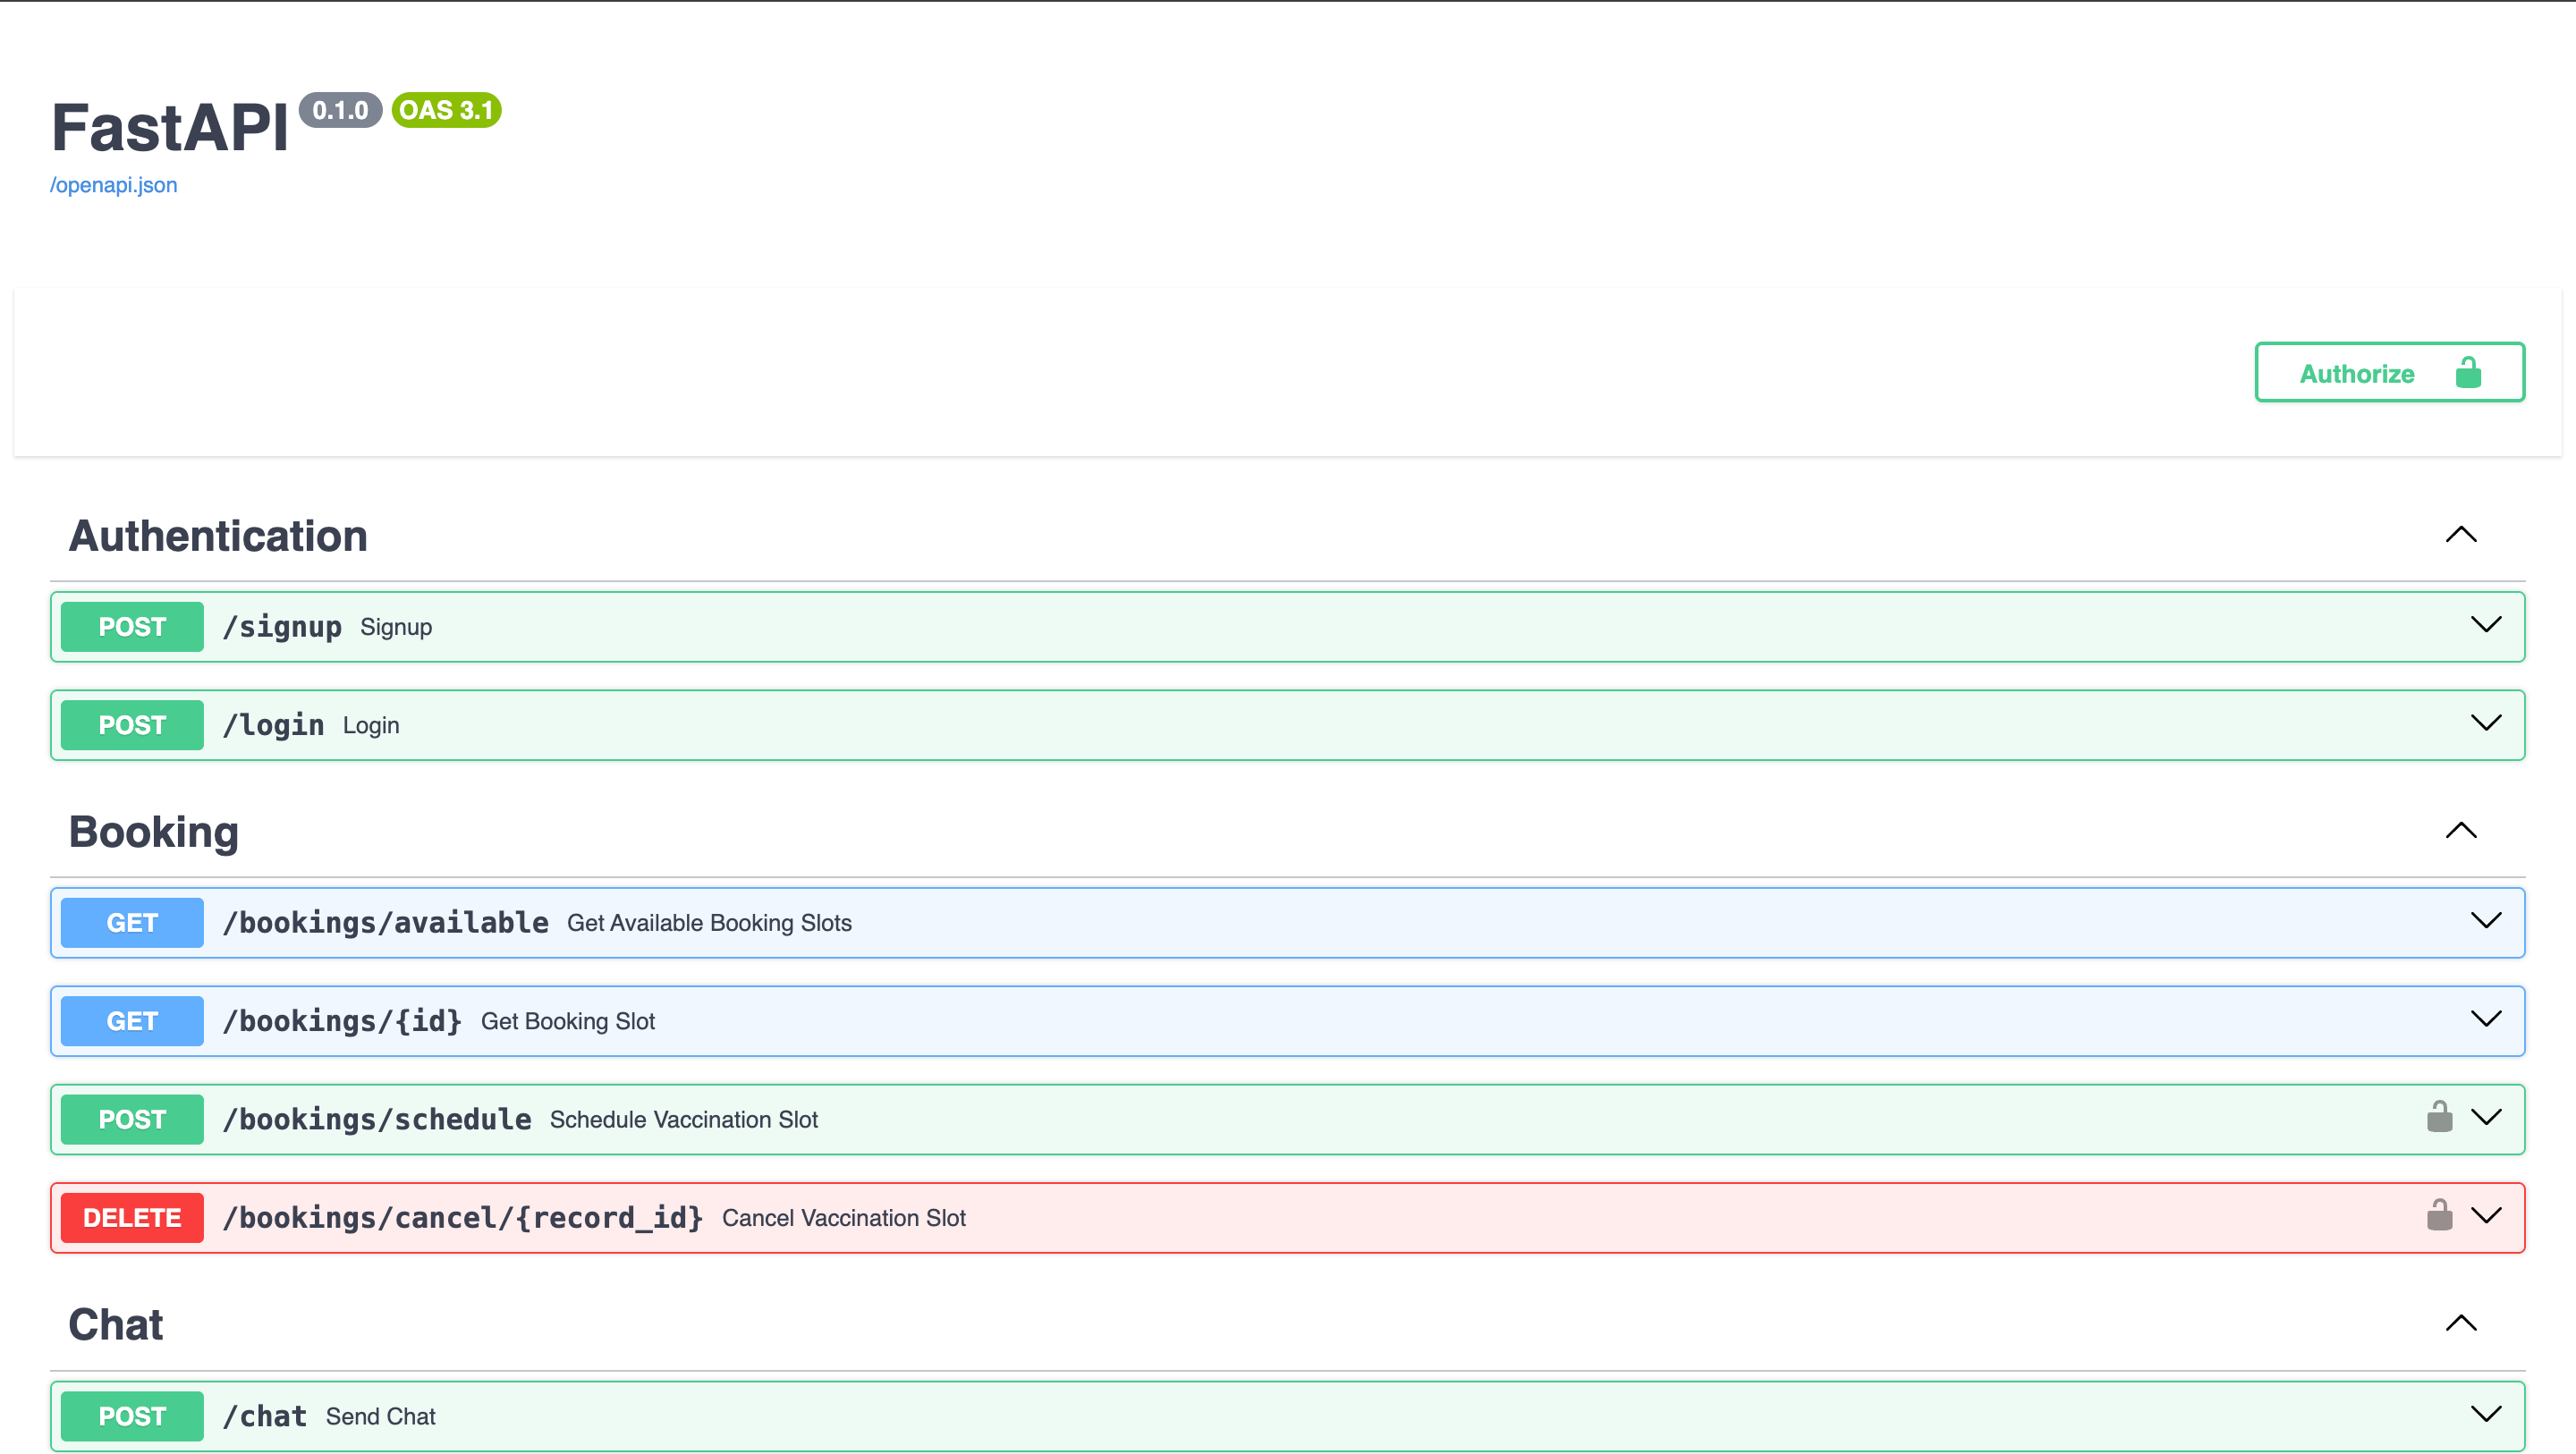 FastAPI 0.1.0 OAS 3.1
/openapi.json
Authorize
Authentication
POST /signup Signup
POST /login Login
Booking
GET /bookings/available Get Available Booking Slots
GET /bookings/{id} Get Booking Slot
POST /bookings/schedule Schedule Vaccination Slot
DELETE /bookings/cancel/{record_id} Cancel Vaccination Slot
Chat
POST /chat Send Chat